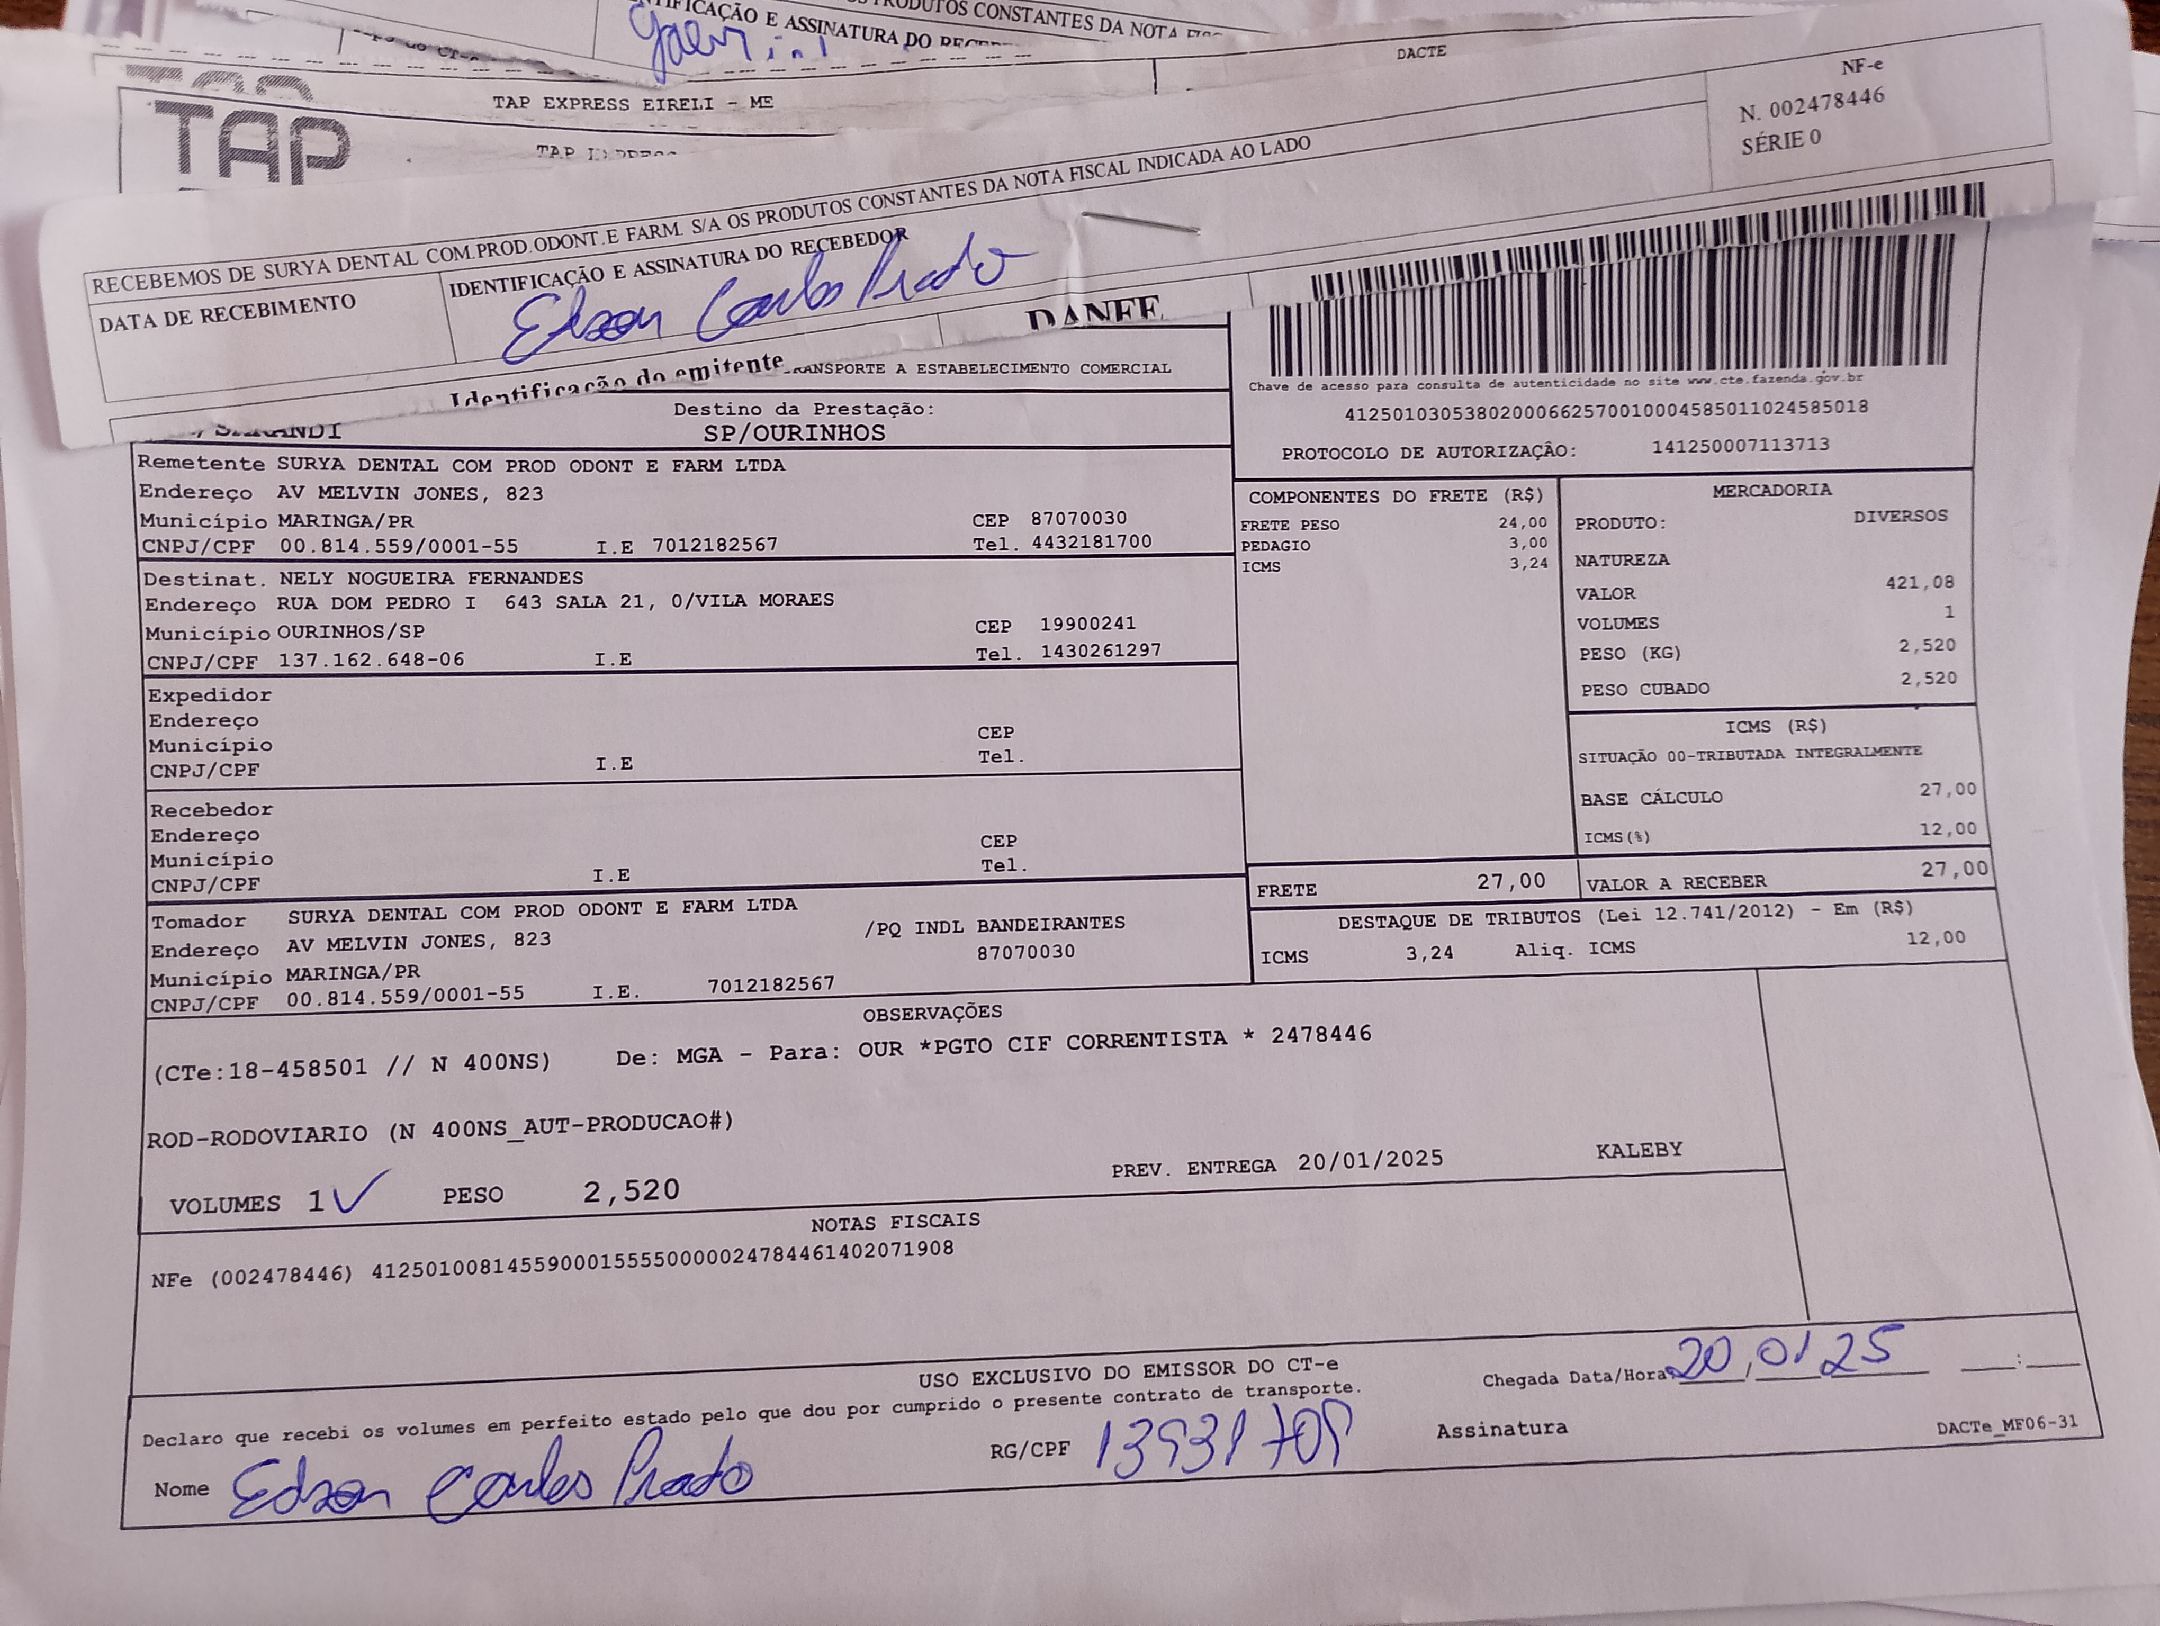 OS PRODUTOS CONSTANTES DA NOTA
IDENTIFICAÇÃO E ASSINATURA DO
DACTE
TAP EXPRESS EIRELI - ME
TAP
NF-e
N. 002478446
SÉRIE 0
RECEBEMOS DE SURYA DENTAL COM.PROD.ODONT.E FARM. S/A OS PRODUTOS CONSTANTES DA NOTA FISCAL INDICADA AO LADO
DATA DE RECEBIMENTO
IDENTIFICAÇÃO E ASSINATURA DO RECEBEDOR
Edson Carlos Prado
DANFE
Identificação do emitente
TRANSPORTE A ESTABELECIMENTO COMERCIAL
Chave de acesso para consulta de autenticidade no site www.cte.fazenda.gov.br
41250103053802000662570010004585011024585018
PROTOCOLO DE AUTORIZAÇÃO: 141250007113713
SARANDI
Destino da Prestação:
SP/OURINHOS
Remetente SURYA DENTAL COM PROD ODONT E FARM LTDA
Endereço AV MELVIN JONES, 823
Município MARINGA/PR CEP 87070030
CNPJ/CPF 00.814.559/0001-55 I.E 7012182567 Tel. 4432181700
Destinat. NELY NOGUEIRA FERNANDES
Endereço RUA DOM PEDRO I 643 SALA 21, 0/VILA MORAES
Município OURINHOS/SP CEP 19900241
CNPJ/CPF 137.162.648-06 I.E Tel. 1430261297
Expedidor
Endereço
Município CEP
CNPJ/CPF I.E Tel.
Recebedor
Endereço
Município CEP
CNPJ/CPF I.E Tel.
Tomador SURYA DENTAL COM PROD ODONT E FARM LTDA
Endereço AV MELVIN JONES, 823 /PQ INDL BANDEIRANTES
Município MARINGA/PR 87070030
CNPJ/CPF 00.814.559/0001-55 I.E. 7012182567
COMPONENTES DO FRETE (R$)
FRETE PESO 24,00
PEDAGIO 3,00
ICMS 3,24
MERCADORIA
PRODUTO: DIVERSOS
NATUREZA
VALOR 421,08
VOLUMES 1
PESO (KG) 2,520
PESO CUBADO 2,520
ICMS (R$)
SITUAÇÃO 00-TRIBUTADA INTEGRALMENTE
BASE CÁLCULO 27,00
ICMS(%) 12,00
FRETE 27,00 VALOR A RECEBER 27,00
DESTAQUE DE TRIBUTOS (Lei 12.741/2012) - Em (R$)
ICMS 3,24 Aliq. ICMS 12,00
OBSERVAÇÕES
(CTe:18-458501 // N 400NS) De: MGA - Para: OUR *PGTO CIF CORRENTISTA * 2478446
ROD-RODOVIARIO (N 400NS_AUT-PRODUCAO#)
VOLUMES 1 PESO 2,520 PREV. ENTREGA 20/01/2025 KALEBY
NOTAS FISCAIS
NFe (002478446) 41250100814559000155550000024784461402071908
USO EXCLUSIVO DO EMISSOR DO CT-e
Declaro que recebi os volumes em perfeito estado pelo que dou por cumprido o presente contrato de transporte.
Chegada Data/Hora 20 01 25 :
Nome Edson Carlos Prado RG/CPF Assinatura
DACTe_MF06-31